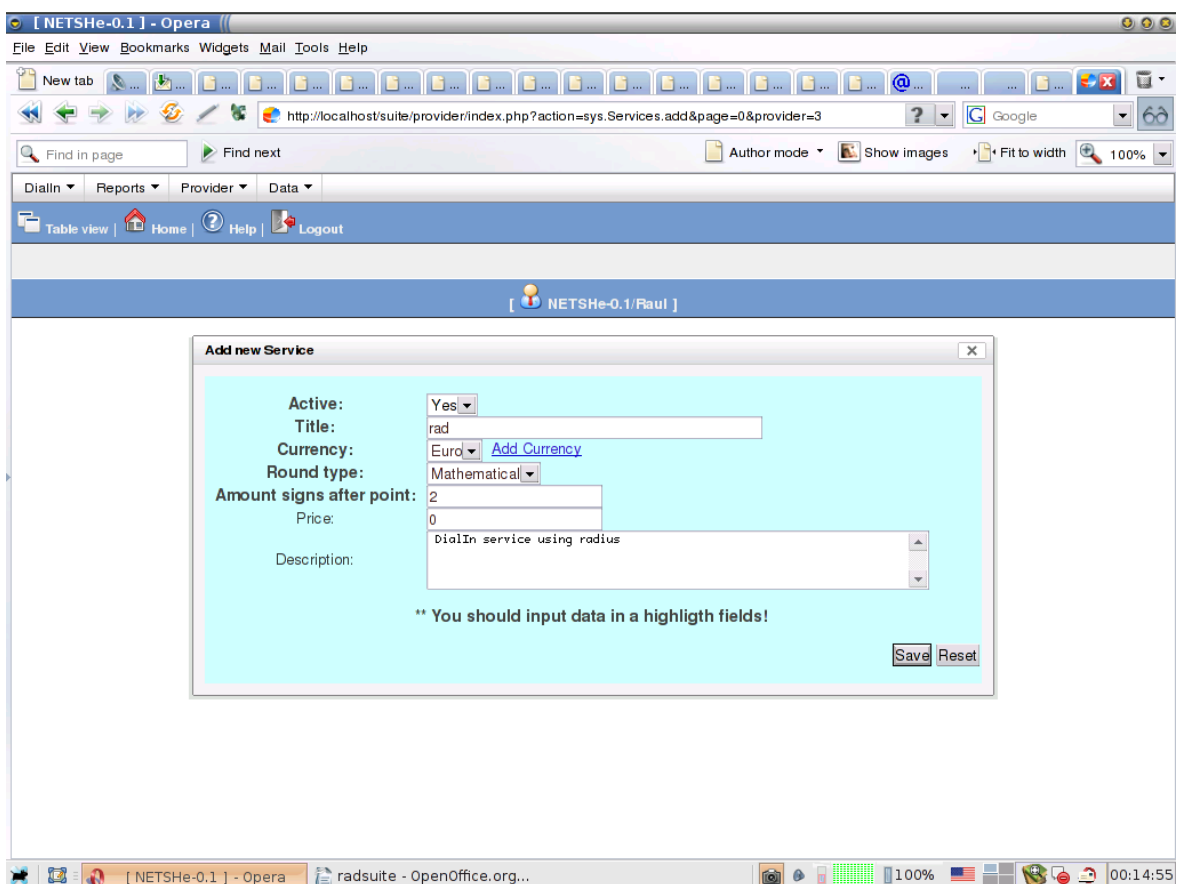 [ NETSHe-0.1 ] - Opera
File Edit View Bookmarks Widgets Mail Tools Help
New tab ... ... ... ... ... ... ... ... ... ... ... ... ... ... ... ... ... @... ... ... ...
http://localhost/suite/provider/index.php?action=sys.Services.add&page=0&provider=3 ? G Google
Find in page Find next Author mode Show images Fit to width 100%
DialIn Reports Provider Data
Table view | Home | Help | Logout
[ NETSHe-0.1/Raul ]
Add new Service
Active: Yes
Title: rad
Currency: Euro Add Currency
Round type: Mathematical
Amount signs after point: 2
Price: 0
Description: DialIn service using radius
** You should input data in a highligth fields!
Save Reset
[ NETSHe-0.1 ] - Opera radsuite - OpenOffice.org... 100% 00:14:55